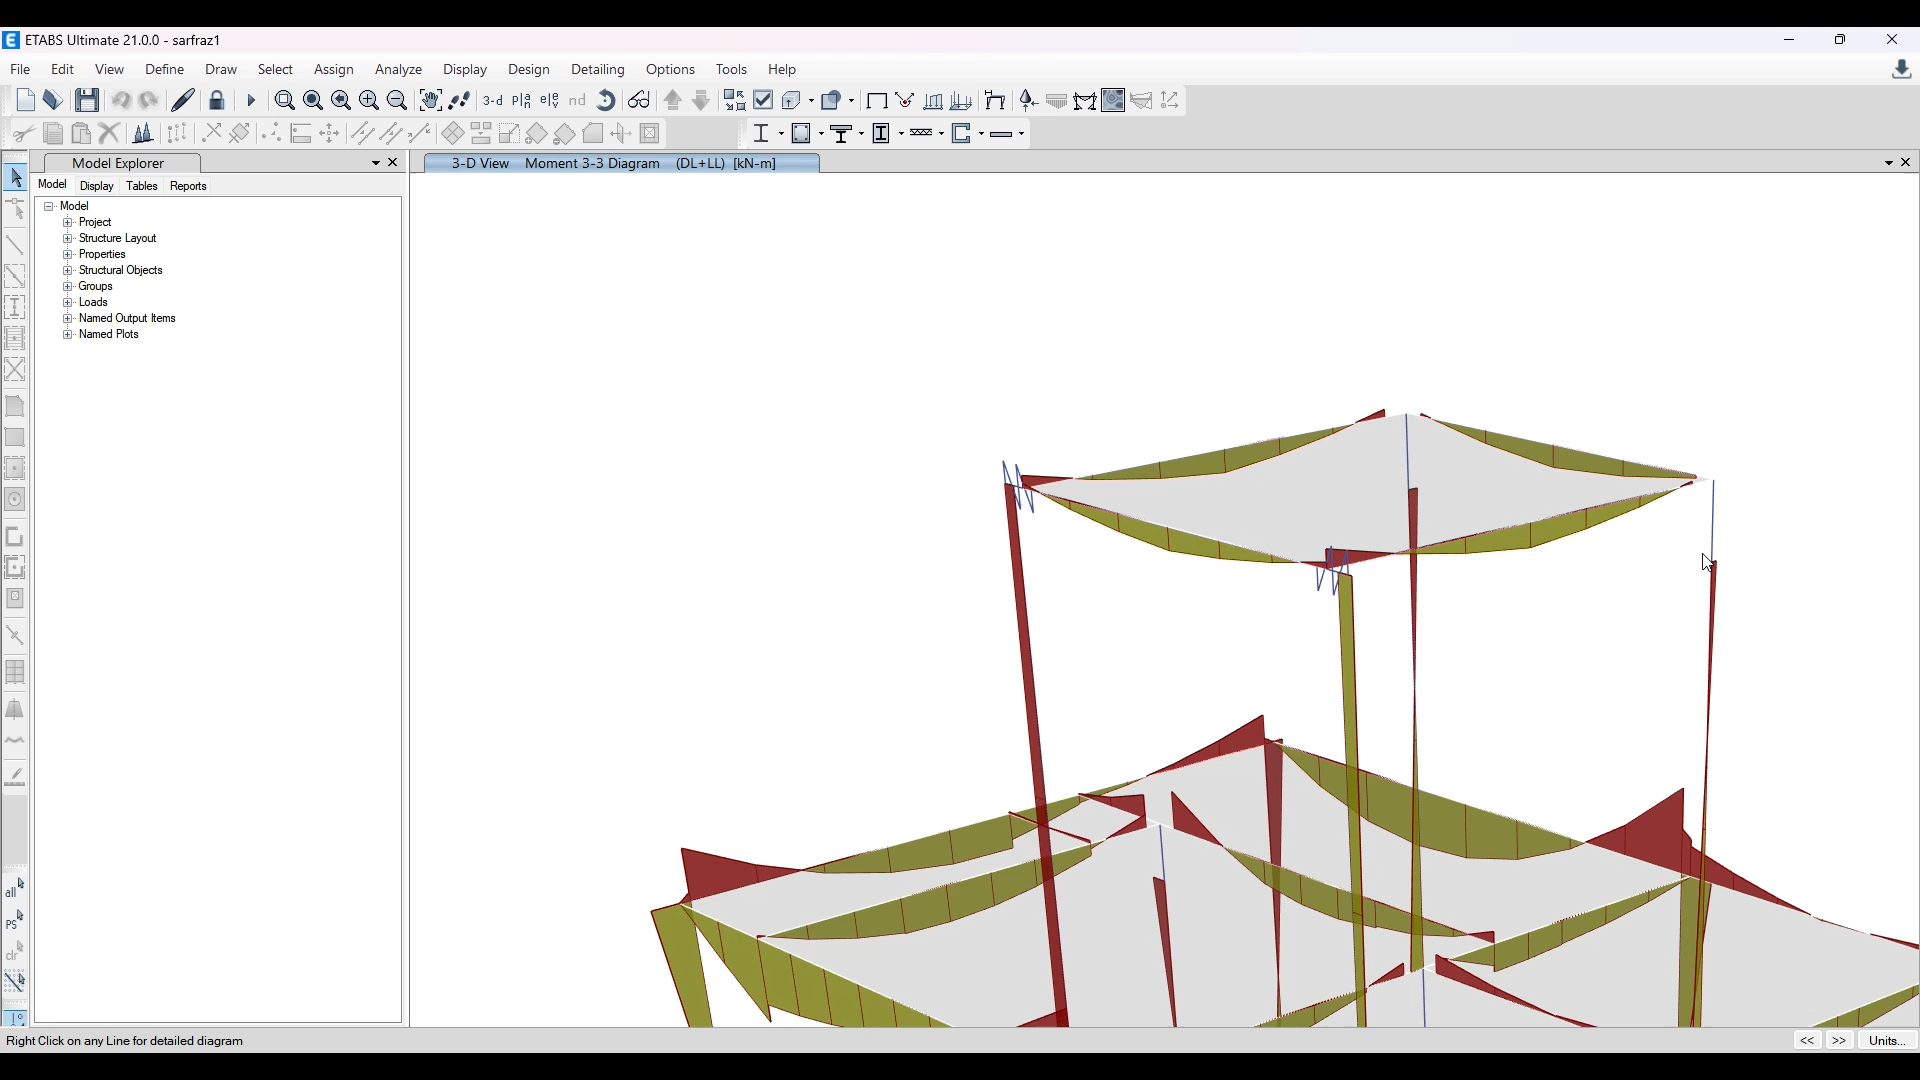 ETABS Ultimate 21.0.0 - sarfraz1
File Edit View Define Draw Select Assign Analyze Display Design Detailing Options Tools Help
3-d
nd
Model Explorer
3-D View Moment 3-3 Diagram (DL+LL) [kN-m]
Model Display Tables Reports
Model
Project
Structure Layout
Properties
Structural Objects
Groups
Loads
Named Output Items
Named Plots
all
PS
clr
Right Click on any Line for detailed diagram
<< >> Units...